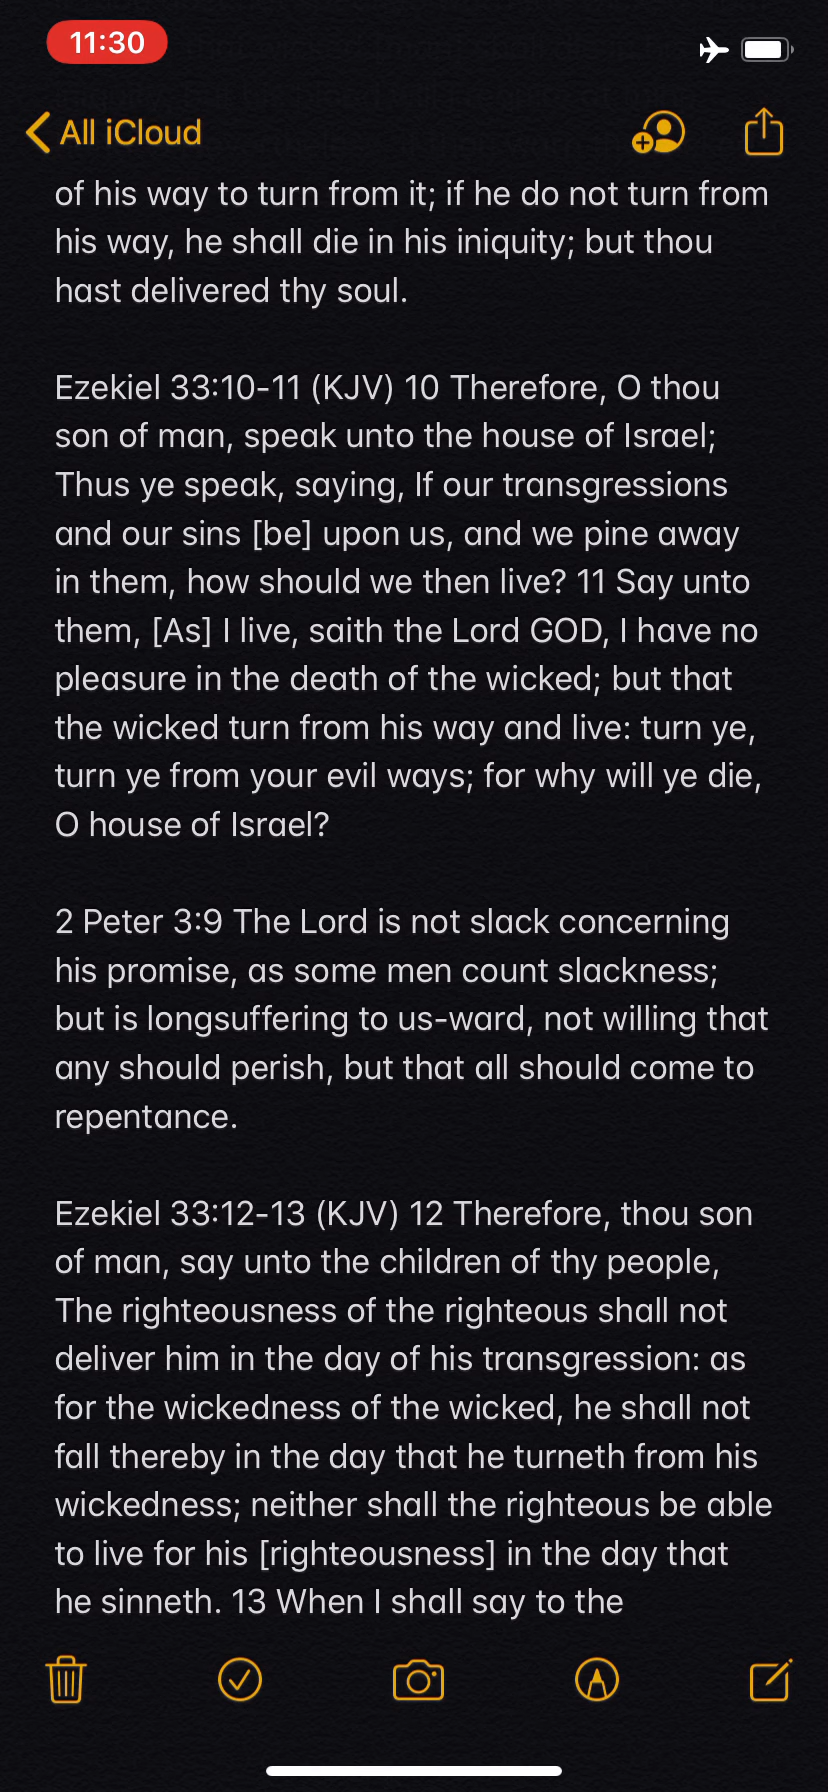 11:30
All iCloud
of his way to turn from it; if he do not turn from
his way, he shall die in his iniquity; but thou
hast delivered thy soul.
Ezekiel 33:10-11 (KJV) 10 Therefore, O thou
son of man, speak unto the house of Israel;
Thus ye speak, saying, If our transgressions
and our sins [be] upon us, and we pine away
in them, how should we then live? 11 Say unto
them, [As] I live, saith the Lord GOD, I have no
pleasure in the death of the wicked; but that
the wicked turn from his way and live: turn ye,
turn ye from your evil ways; for why will ye die,
O house of Israel?
2 Peter 3:9 The Lord is not slack concerning
his promise, as some men count slackness;
but is longsuffering to us-ward, not willing that
any should perish, but that all should come to
repentance.
Ezekiel 33:12-13 (KJV) 12 Therefore, thou son
of man, say unto the children of thy people,
The righteousness of the righteous shall not
deliver him in the day of his transgression: as
for the wickedness of the wicked, he shall not
fall thereby in the day that he turneth from his
wickedness; neither shall the righteous be able
to live for his [righteousness] in the day that
he sinneth. 13 When I shall say to the